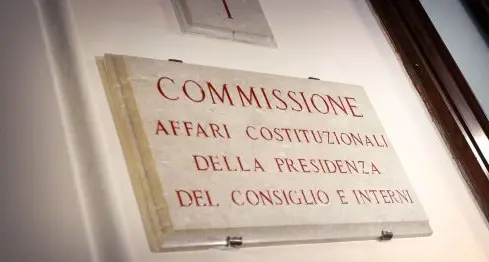 I
COMMISSIONE
AFFARI COSTITUZIONALI
DELLA PRESIDENZA
DEL CONSIGLIO E INTERNI